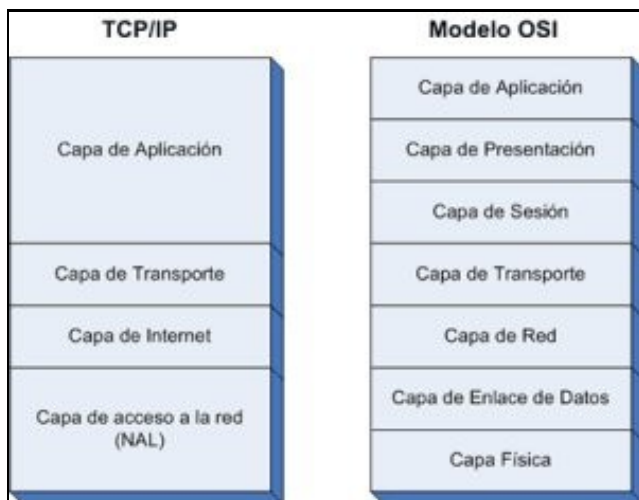 TCP/IP
Capa de Aplicación
Capa de Transporte
Capa de Internet
Capa de acceso a la red
(NAL)
Modelo OSI
Capa de Aplicación
Capa de Presentación
Capa de Sesión
Capa de Transporte
Capa de Red
Capa de Enlace de Datos
Capa Física